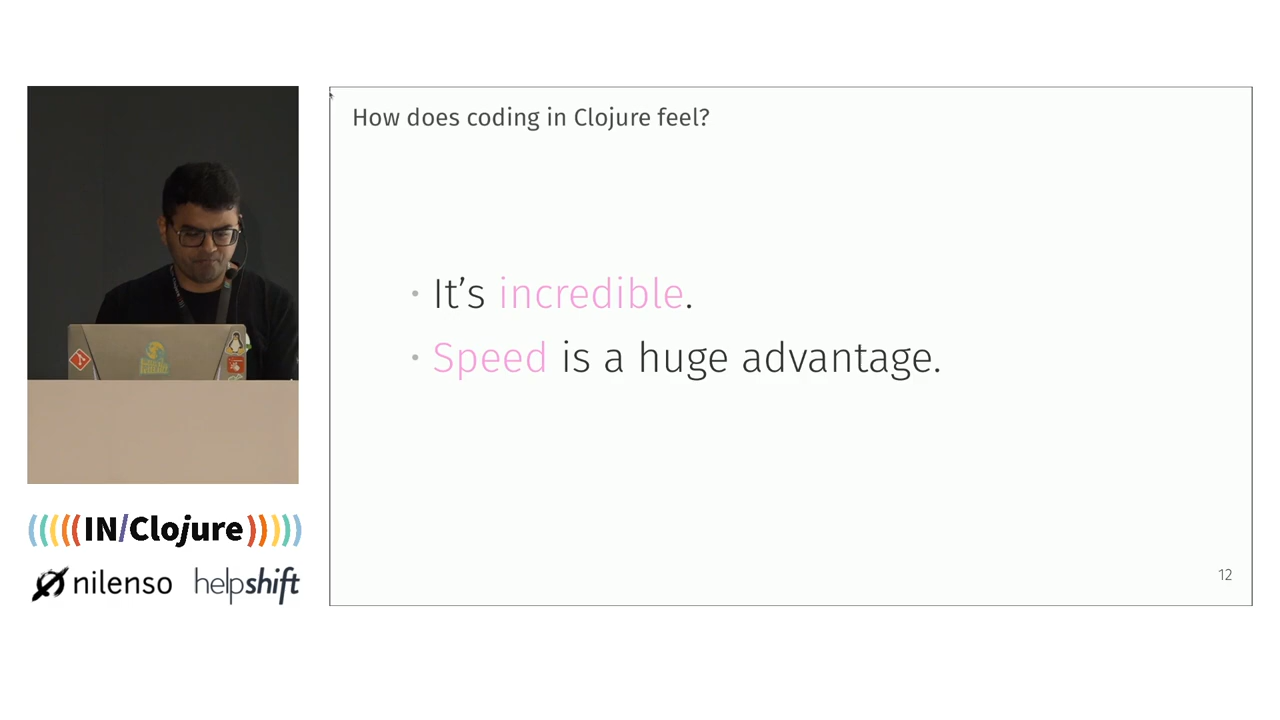 How does coding in Clojure feel?
• It's incredible.
• Speed is a huge advantage.
12
(((((IN/Clojure)))))
nilenso helpshift